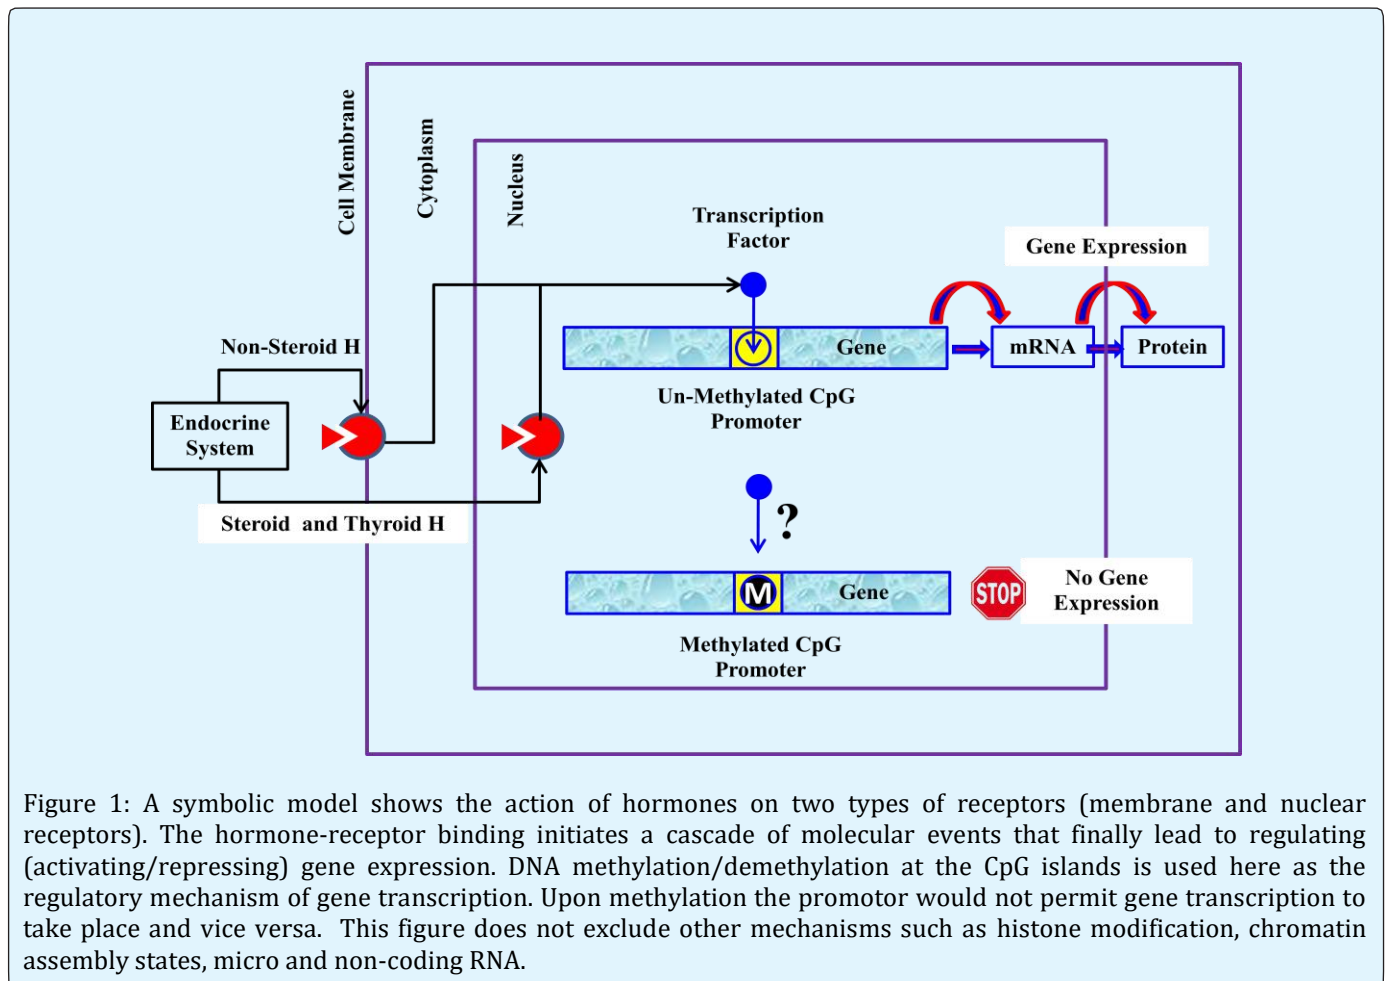 Cell Membrane
Cytoplasm
Nucleus
Transcription
Factor
Gene Expression
Non-Steroid H
Gene
mRNA
Protein
Un-Methylated CpG
Promoter
Endocrine
System
Steroid and Thyroid H
?
M
Gene
STOP
No Gene
Expression
Methylated CpG
Promoter
Figure 1: A symbolic model shows the action of hormones on two types of receptors (membrane and nuclear
receptors). The hormone-receptor binding initiates a cascade of molecular events that finally lead to regulating
(activating/repressing) gene expression. DNA methylation/demethylation at the CpG islands is used here as the
regulatory mechanism of gene transcription. Upon methylation the promotor would not permit gene transcription to
take place and vice versa. This figure does not exclude other mechanisms such as histone modification, chromatin
assembly states, micro and non-coding RNA.